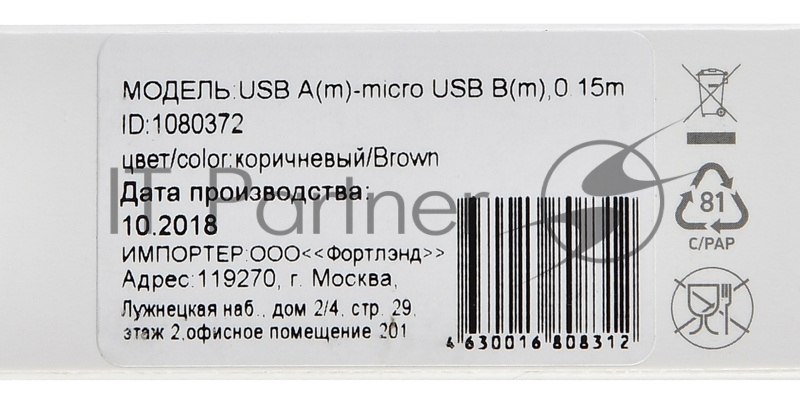 МОДЕЛЬ:USB A(m)-micro USB B(m),0.15m
ID:1080372
цвет/color:коричневый/Brown
Дата производства:
10.2018
ИМПОРТЕР:ООО<<Фортлэнд>>
Адрес:119270, г. Москва,
Лужнецкая наб., дом 2/4, стр. 29,
этаж 2,офисное помещение 201
4 630016 808312
81
C/PAP
IT Partner